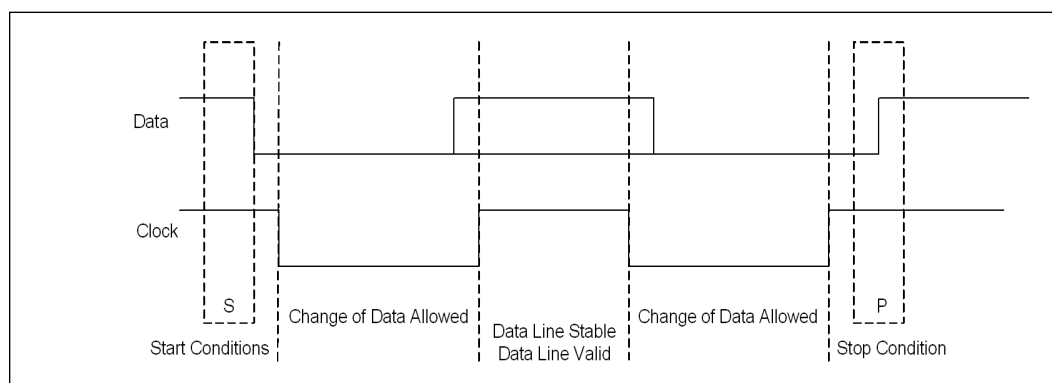 Data
Clock
S
P
Change of Data Allowed
Change of Data Allowed
Data Line Stable
Data Line Valid
Start Conditions
Stop Condition